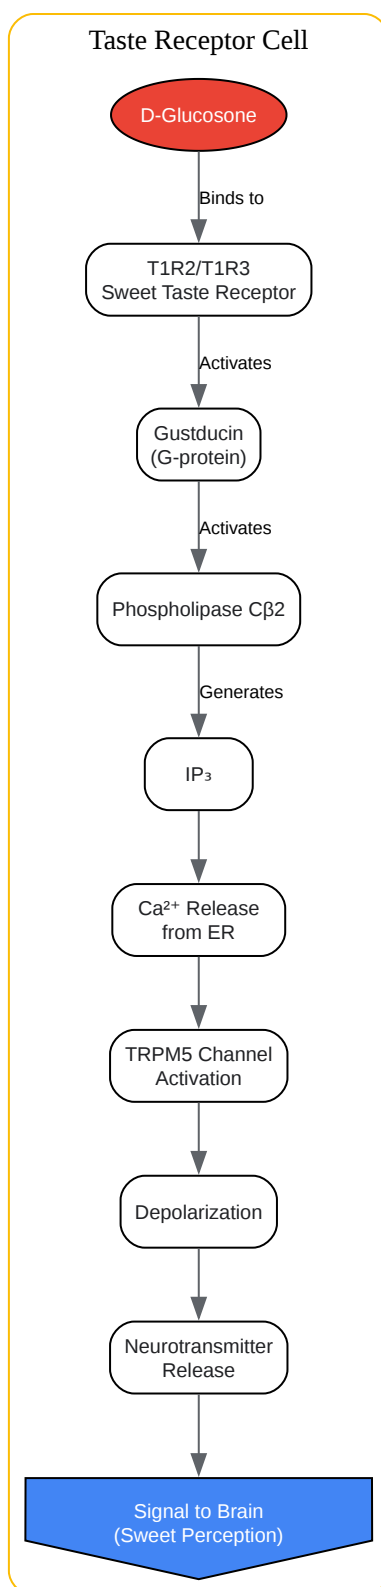 Taste Receptor Cell
D-Glucosone
Binds to
T1R2/T1R3
Sweet Taste Receptor
Activates
Gustducin
(G-protein)
Activates
Phospholipase Cβ2
Generates
IP₃
Ca²⁺ Release
from ER
TRPM5 Channel
Activation
Depolarization
Neurotransmitter
Release
Signal to Brain
(Sweet Perception)